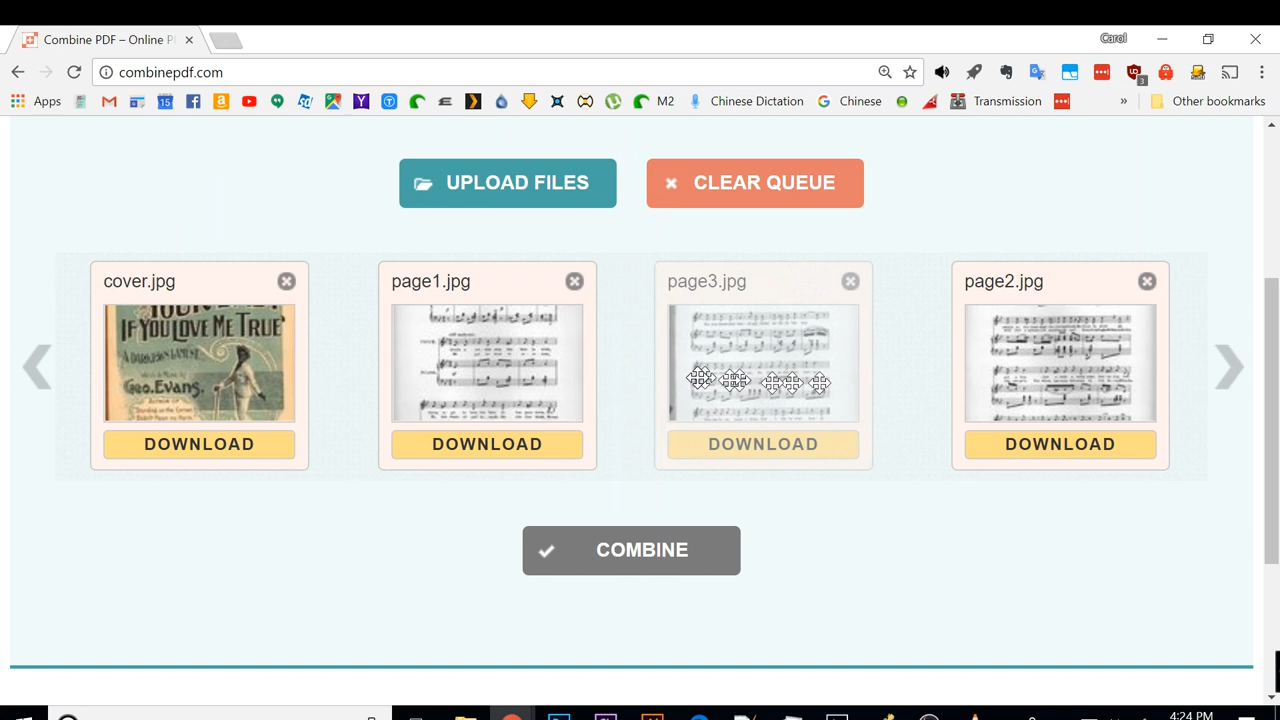 Combine PDF – Online P
Carol
combinepdf.com
3
Apps
15
M2
Chinese Dictation
Chinese
Transmission
»
Other bookmarks
UPLOAD FILES
CLEAR QUEUE
cover.jpg
page1.jpg
page3.jpg
page2.jpg
IF YOU LOVE ME TRUE
GEO. EVANS.
DOWNLOAD
DOWNLOAD
DOWNLOAD
DOWNLOAD
COMBINE
4:24 PM